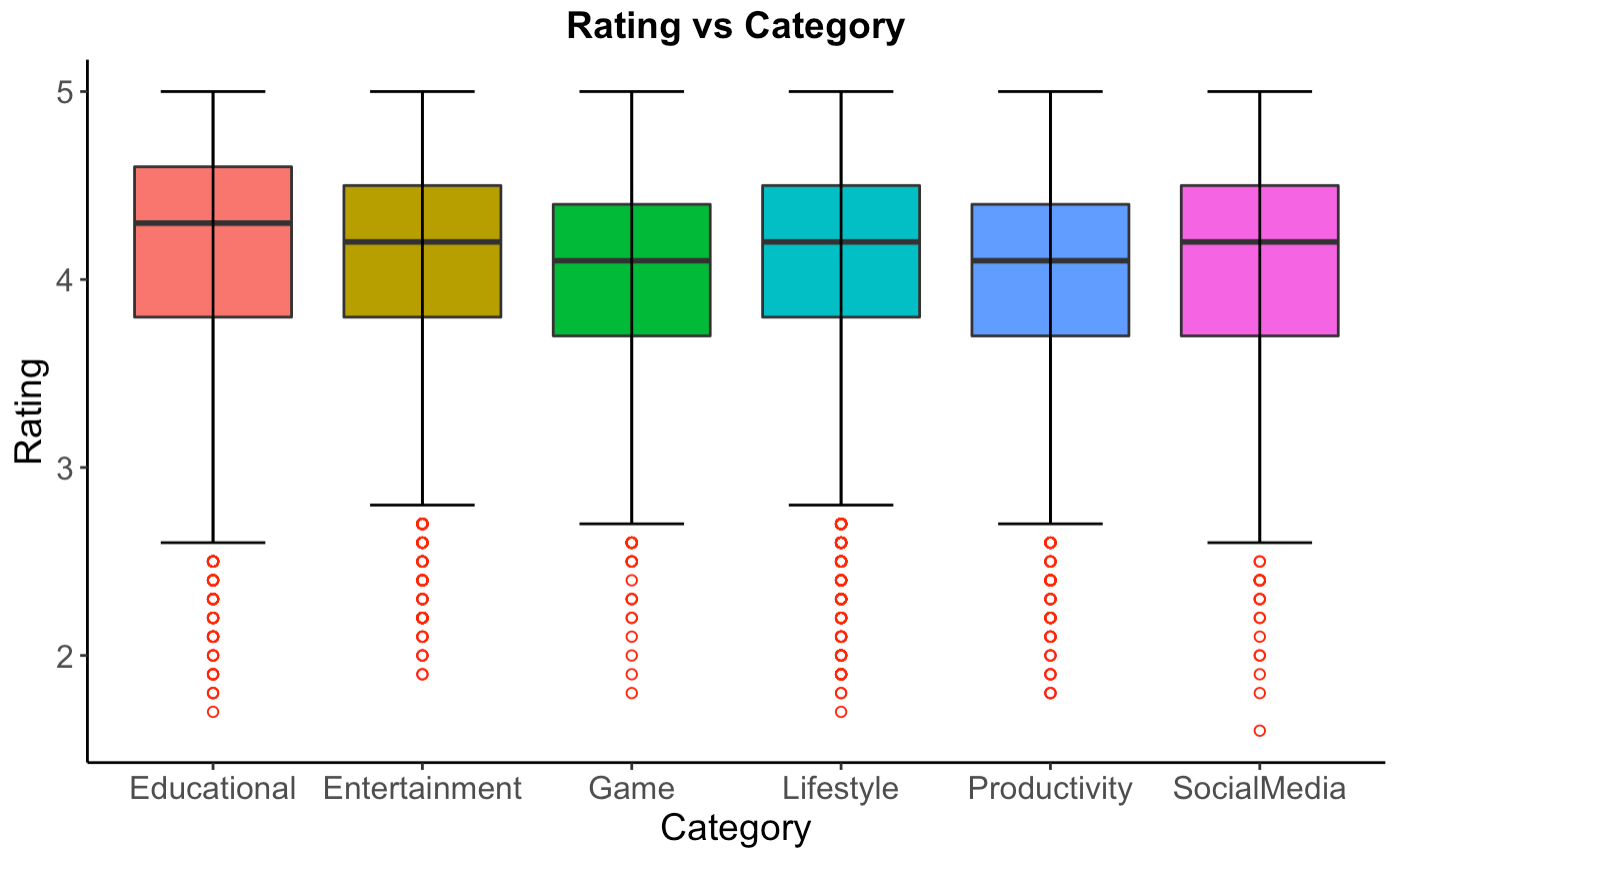 Rating vs Category
5
4
3
2
Rating
Educational Entertainment Game Lifestyle Productivity SocialMedia
Category